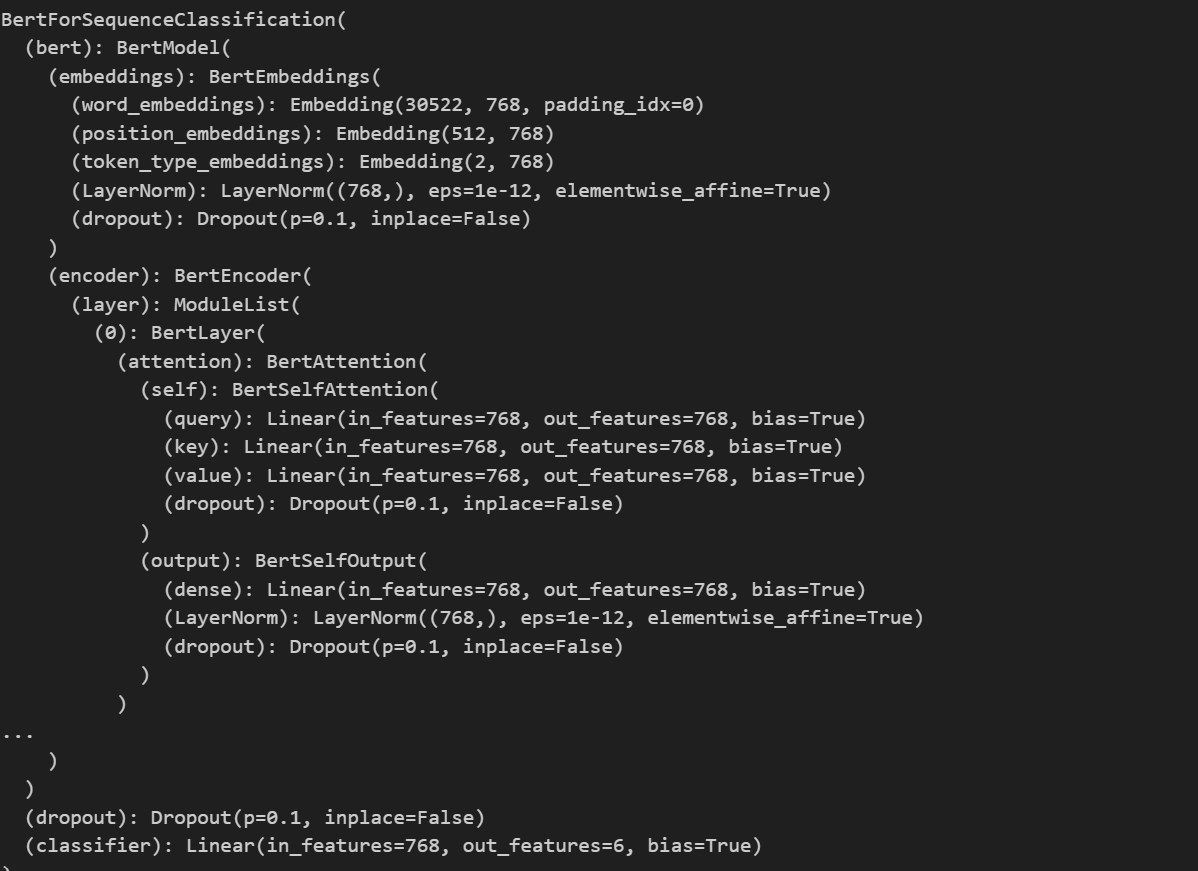 BertForSequenceClassification(
  (bert): BertModel(
    (embeddings): BertEmbeddings(
      (word_embeddings): Embedding(30522, 768, padding_idx=0)
      (position_embeddings): Embedding(512, 768)
      (token_type_embeddings): Embedding(2, 768)
      (LayerNorm): LayerNorm((768,), eps=1e-12, elementwise_affine=True)
      (dropout): Dropout(p=0.1, inplace=False)
    )
    (encoder): BertEncoder(
      (layer): ModuleList(
        (0): BertLayer(
          (attention): BertAttention(
            (self): BertSelfAttention(
              (query): Linear(in_features=768, out_features=768, bias=True)
              (key): Linear(in_features=768, out_features=768, bias=True)
              (value): Linear(in_features=768, out_features=768, bias=True)
              (dropout): Dropout(p=0.1, inplace=False)
            )
            (output): BertSelfOutput(
              (dense): Linear(in_features=768, out_features=768, bias=True)
              (LayerNorm): LayerNorm((768,), eps=1e-12, elementwise_affine=True)
              (dropout): Dropout(p=0.1, inplace=False)
            )
          )
...
    )
  )
  (dropout): Dropout(p=0.1, inplace=False)
  (classifier): Linear(in_features=768, out_features=6, bias=True)
)